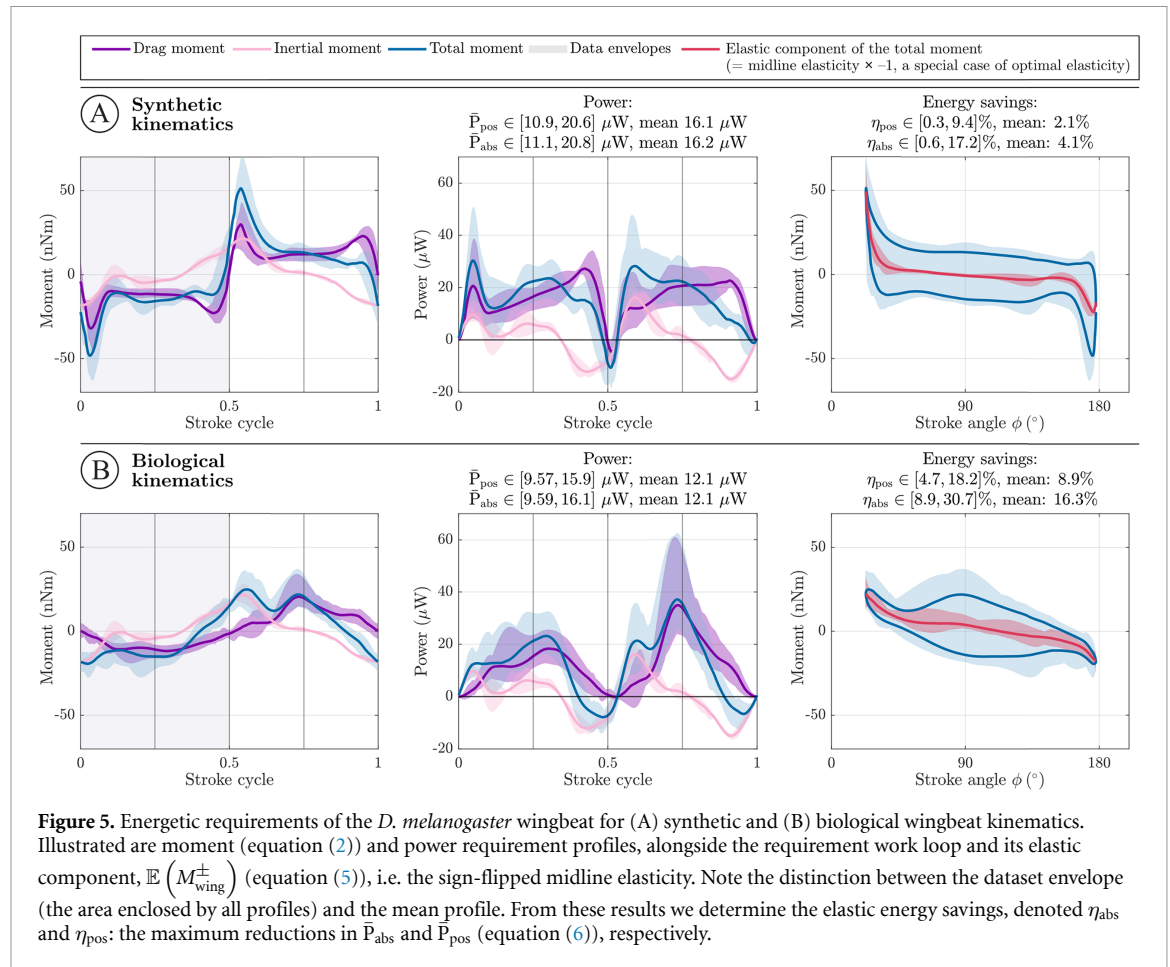 Drag moment Inertial moment Total moment Data envelopes Elastic component of the total moment
(= midline elasticity × −1, a special case of optimal elasticity)
A Synthetic kinematics
Power:
P̄pos ∈ [10.9, 20.6] μW, mean 16.1 μW
P̄abs ∈ [11.1, 20.8] μW, mean 16.2 μW
Energy savings:
ηpos ∈ [0.3, 9.4]%, mean: 2.1%
ηabs ∈ [0.6, 17.2]%, mean: 4.1%
Moment (nNm)
50
0
-50
0 0.5 1
Stroke cycle
Power (μW)
60
40
20
0
-20
0 0.5 1
Stroke cycle
Moment (nNm)
50
0
-50
0 90 180
Stroke angle ϕ (°)
B Biological kinematics
Power:
P̄pos ∈ [9.57, 15.9] μW, mean 12.1 μW
P̄abs ∈ [9.59, 16.1] μW, mean 12.1 μW
Energy savings:
ηpos ∈ [4.7, 18.2]%, mean: 8.9%
ηabs ∈ [8.9, 30.7]%, mean: 16.3%
Moment (nNm)
50
0
-50
0 0.5 1
Stroke cycle
Power (μW)
60
40
20
0
-20
0 0.5 1
Stroke cycle
Moment (nNm)
50
0
-50
0 90 180
Stroke angle ϕ (°)
Figure 5. Energetic requirements of the D. melanogaster wingbeat for (A) synthetic and (B) biological wingbeat kinematics.
Illustrated are moment (equation (2)) and power requirement profiles, alongside the requirement work loop and its elastic
component, 𝔼 (M±wing) (equation (5)), i.e. the sign-flipped midline elasticity. Note the distinction between the dataset envelope
(the area enclosed by all profiles) and the mean profile. From these results we determine the elastic energy savings, denoted ηabs
and ηpos: the maximum reductions in P̄abs and P̄pos (equation (6)), respectively.